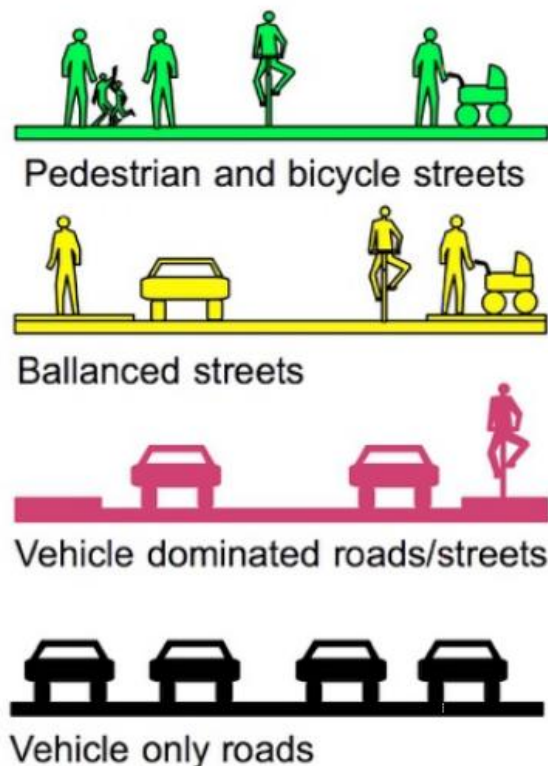 Pedestrian and bicycle streets
Ballanced streets
Vehicle dominated roads/streets
Vehicle only roads